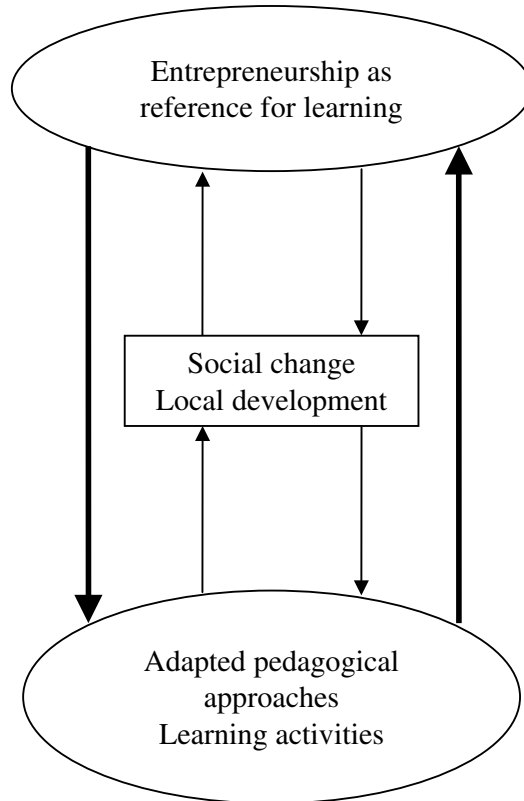 Entrepreneurship as
reference for learning
Social change
Local development
Adapted pedagogical
approaches
Learning activities